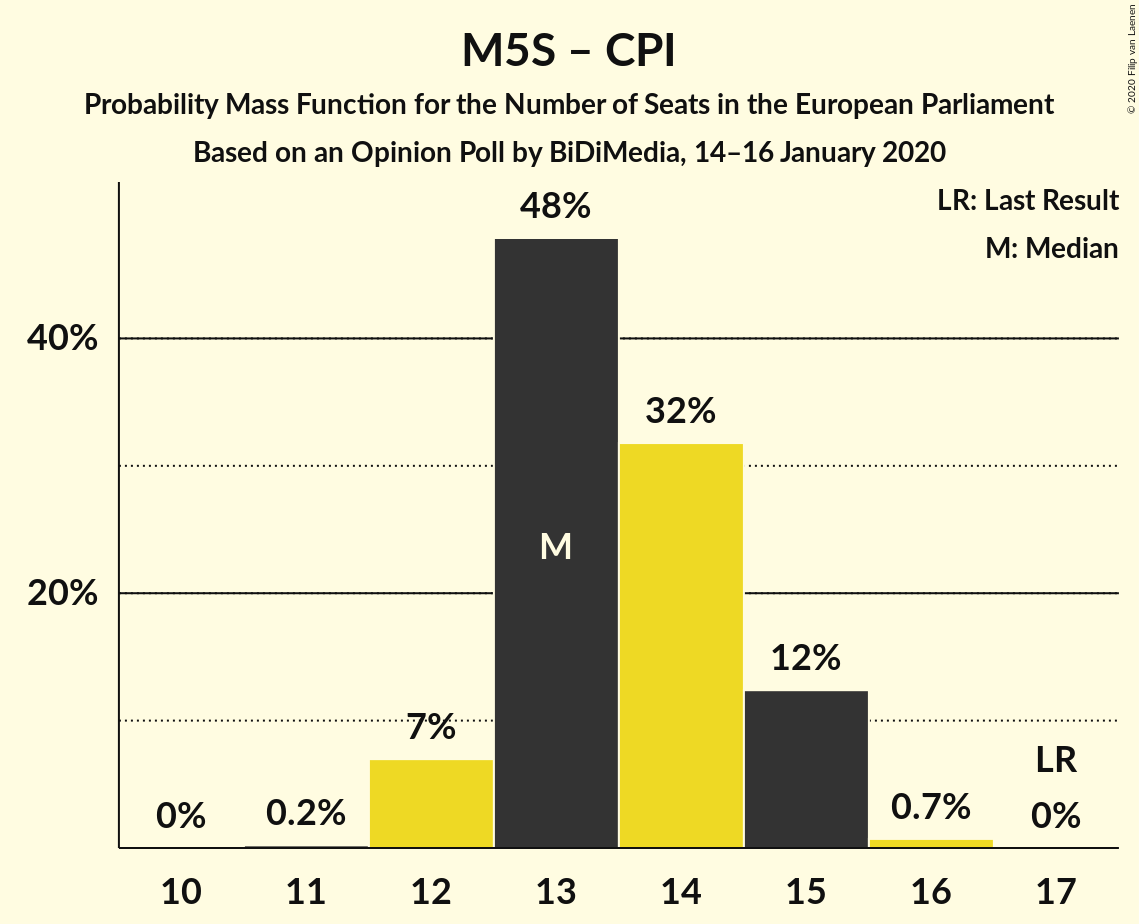 M5S – CPI
Probability Mass Function for the Number of Seats in the European Parliament
Based on an Opinion Poll by BiDiMedia, 14–16 January 2020
© 2020 Filip van Laenen
LR: Last Result
M: Median
40%
20%
0%
0.2%
7%
48%
M
32%
12%
0.7%
LR
0%
10 11 12 13 14 15 16 17